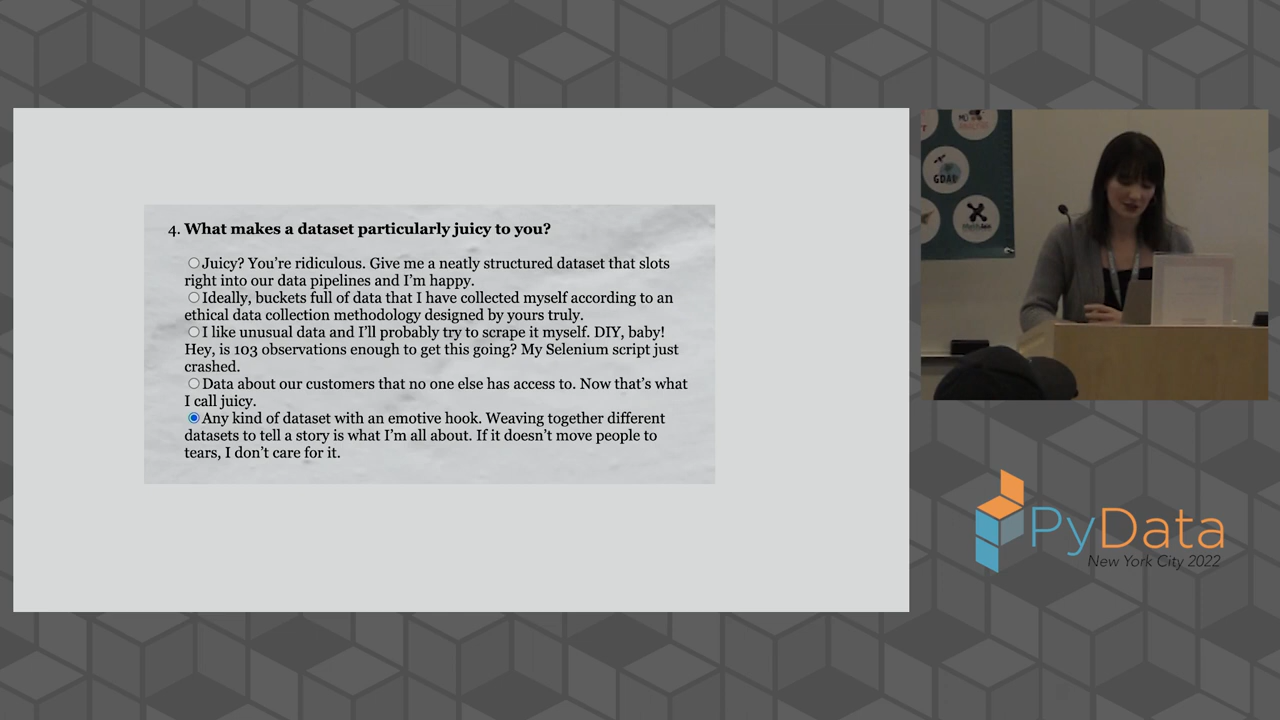 4. What makes a dataset particularly juicy to you?
Juicy? You're ridiculous. Give me a neatly structured dataset that slots
right into our data pipelines and I'm happy.
Ideally, buckets full of data that I have collected myself according to an
ethical data collection methodology designed by yours truly.
I like unusual data and I'll probably try to scrape it myself. DIY, baby!
Hey, is 103 observations enough to get this going? My Selenium script just
crashed.
Data about our customers that no one else has access to. Now that's what
I call juicy.
Any kind of dataset with an emotive hook. Weaving together different
datasets to tell a story is what I'm all about. If it doesn't move people to
tears, I don't care for it.
GDAL
PyData
New York City 2022